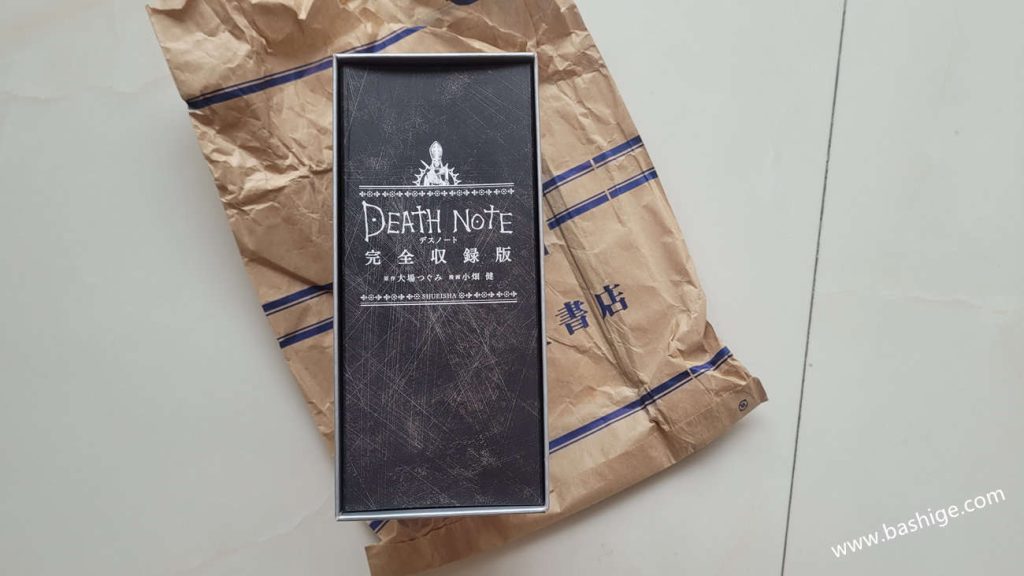 DEATH NOTE
デスノート
完全収録版
原作 大場つぐみ 漫画 小畑 健
SHUEISHA
書店
www.bashige.com